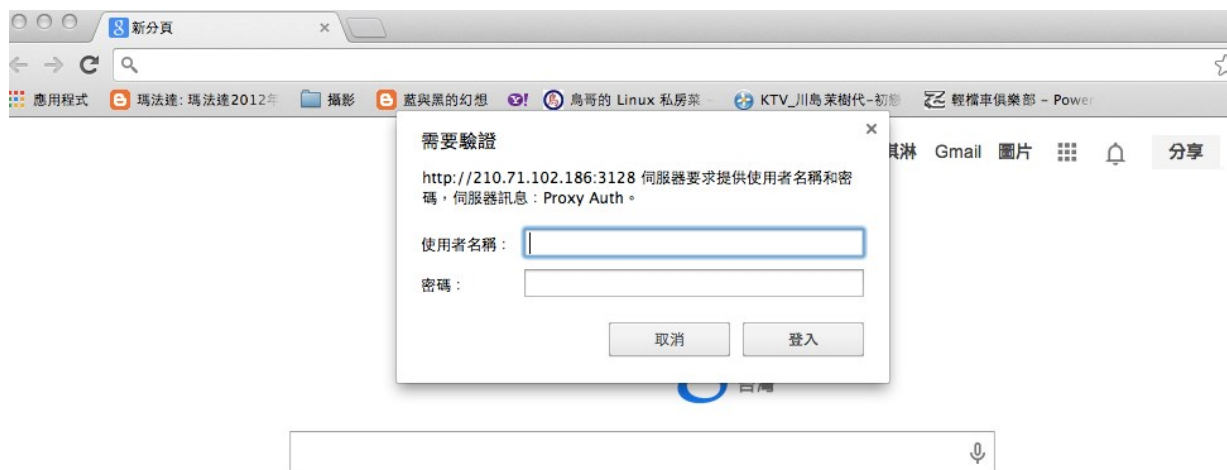 新分頁
應用程式 瑪法達: 瑪法達2012年 攝影 藍與黑的幻想 鳥哥的 Linux 私房菜 - KTV_川島茉樹代-初戀 輕檔車俱樂部 - Power
淇淋 Gmail 圖片 分享
需要驗證
http://210.71.102.186:3128 伺服器要求提供使用者名稱和密
碼，伺服器訊息：Proxy Auth。
使用者名稱：
密碼：
取消 登入
台灣